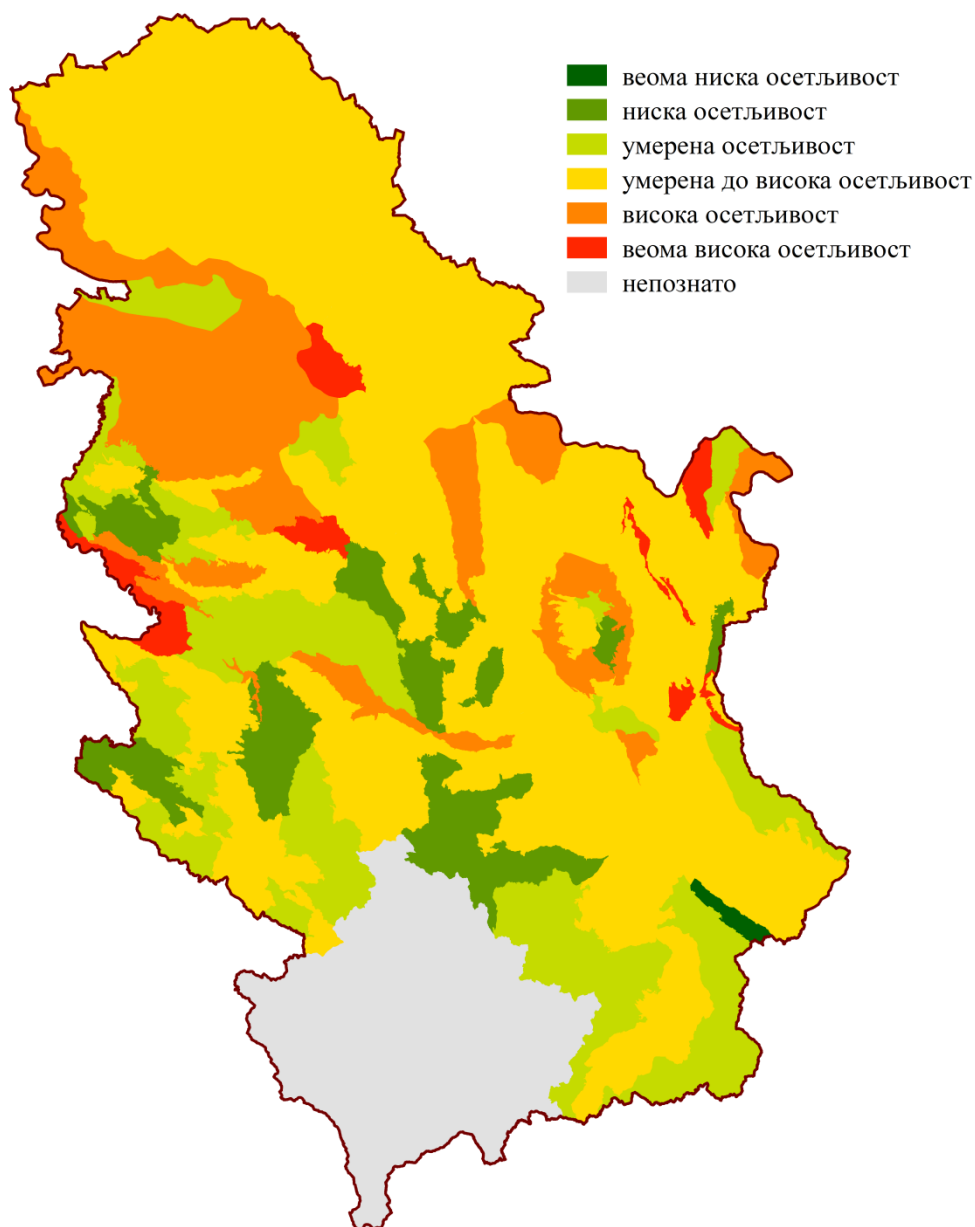 веома ниска осетљивост
ниска осетљивост
умерена осетљивост
умерена до висока осетљивост
висока осетљивост
веома висока осетљивост
непознато